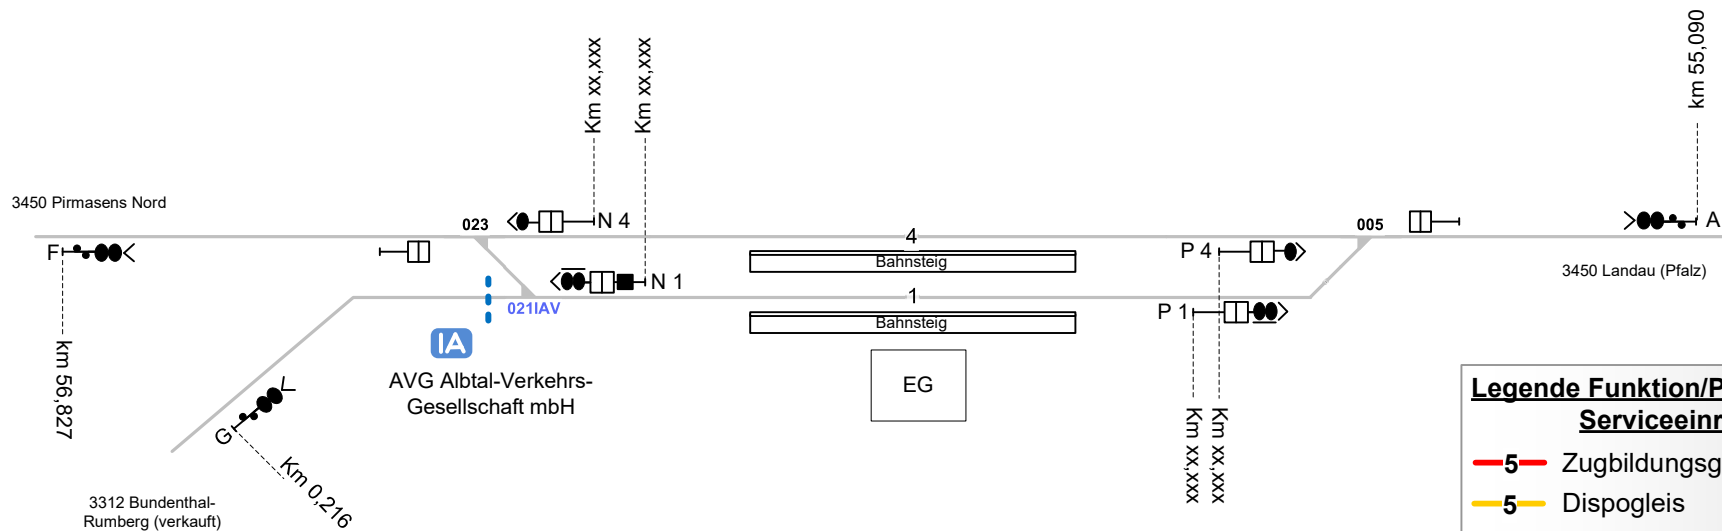 km 55,090
Km xx,xxx
Km xx,xxx
3450 Pirmasens Nord
023
N 4
4
005
A
F
P 4
Bahnsteig
3450 Landau (Pfalz)
N 1
021IAV
1
P 1
Bahnsteig
IA
km 56,827
AVG Albtal-Verkehrs-
Gesellschaft mbH
EG
G
Km 0,216
Km xx,xxx
Km xx,xxx
3312 Bundenthal-
Rumberg (verkauft)
Legende Funktion/P
Serviceeinr
5 Zugbildungsg
5 Dispogleis